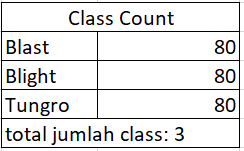 Class Count
Blast 80
Blight 80
Tungro 80
total jumlah class: 3